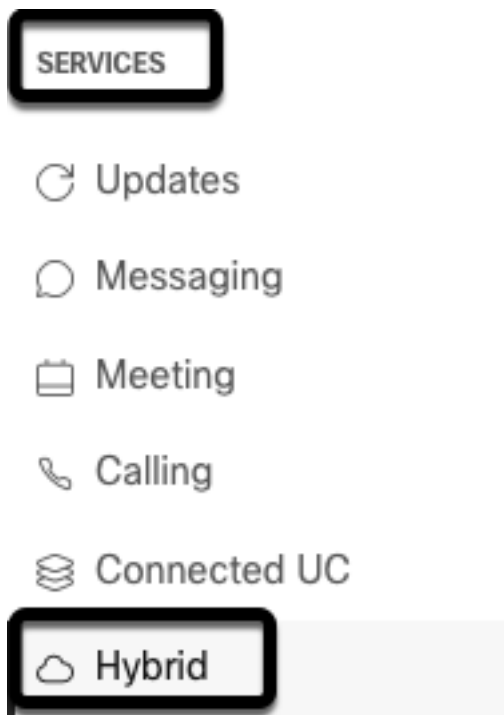 SERVICES
Updates
Messaging
Meeting
Calling
Connected UC
Hybrid